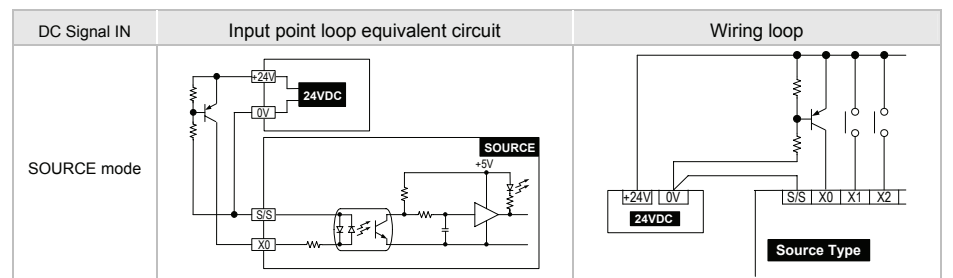 DC Signal IN
Input point loop equivalent circuit
Wiring loop
SOURCE mode
+24V
24VDC
0V
SOURCE
+5V
S/S
X0
+24V 0V
24VDC
S/S X0 X1 X2
Source Type